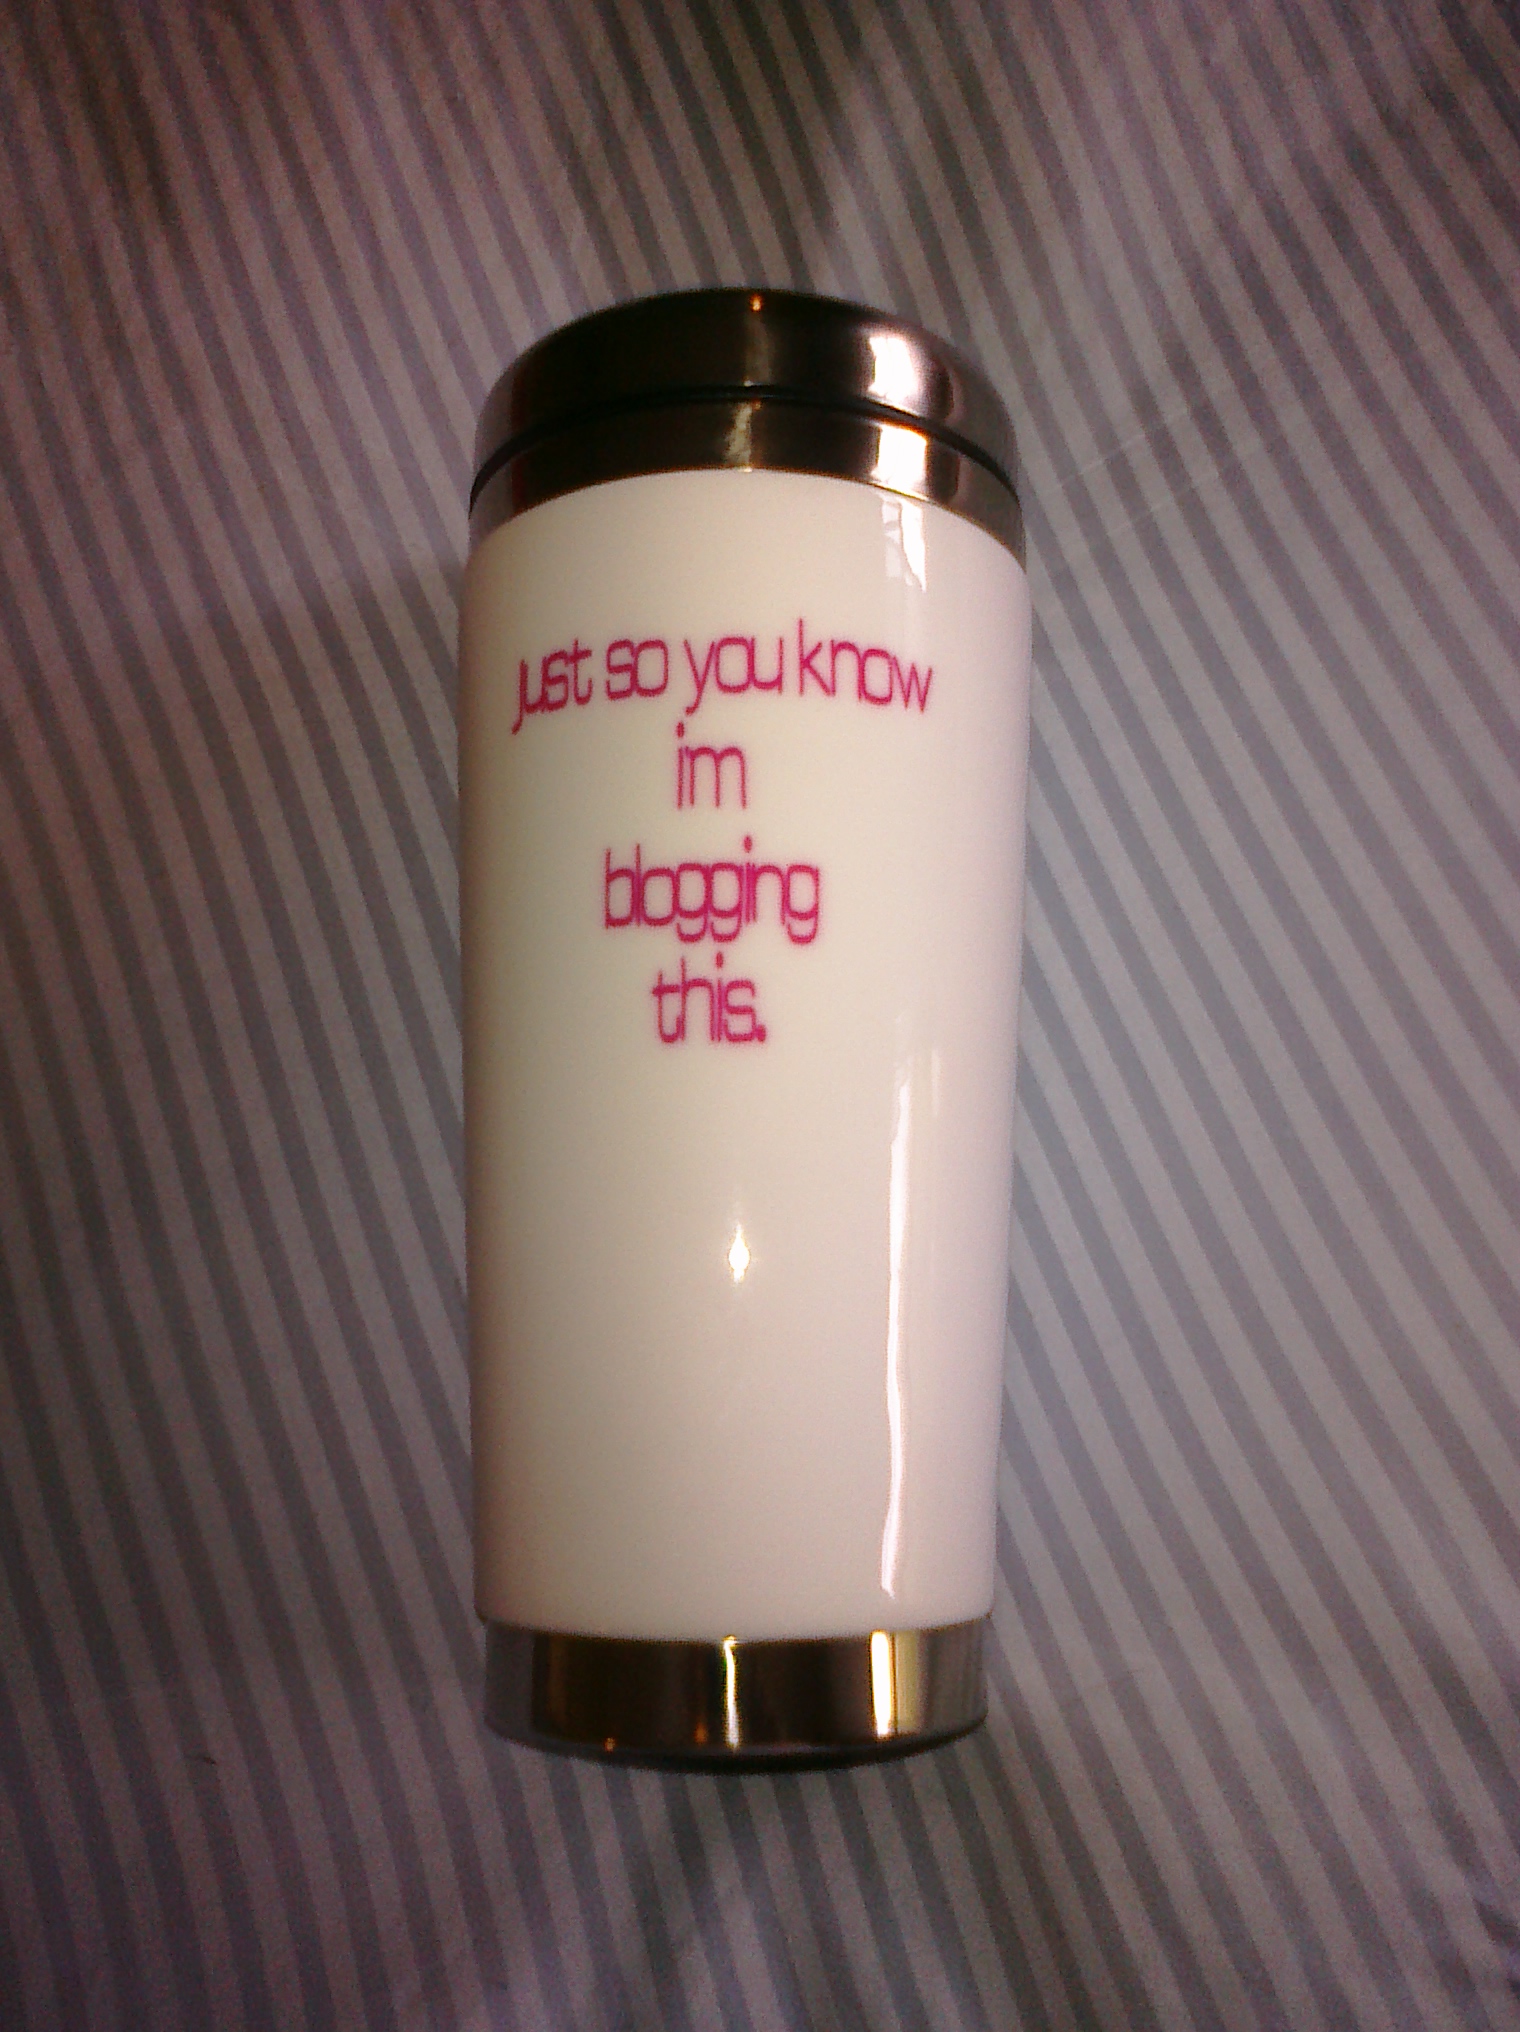 just so you know
im
blogging
this.